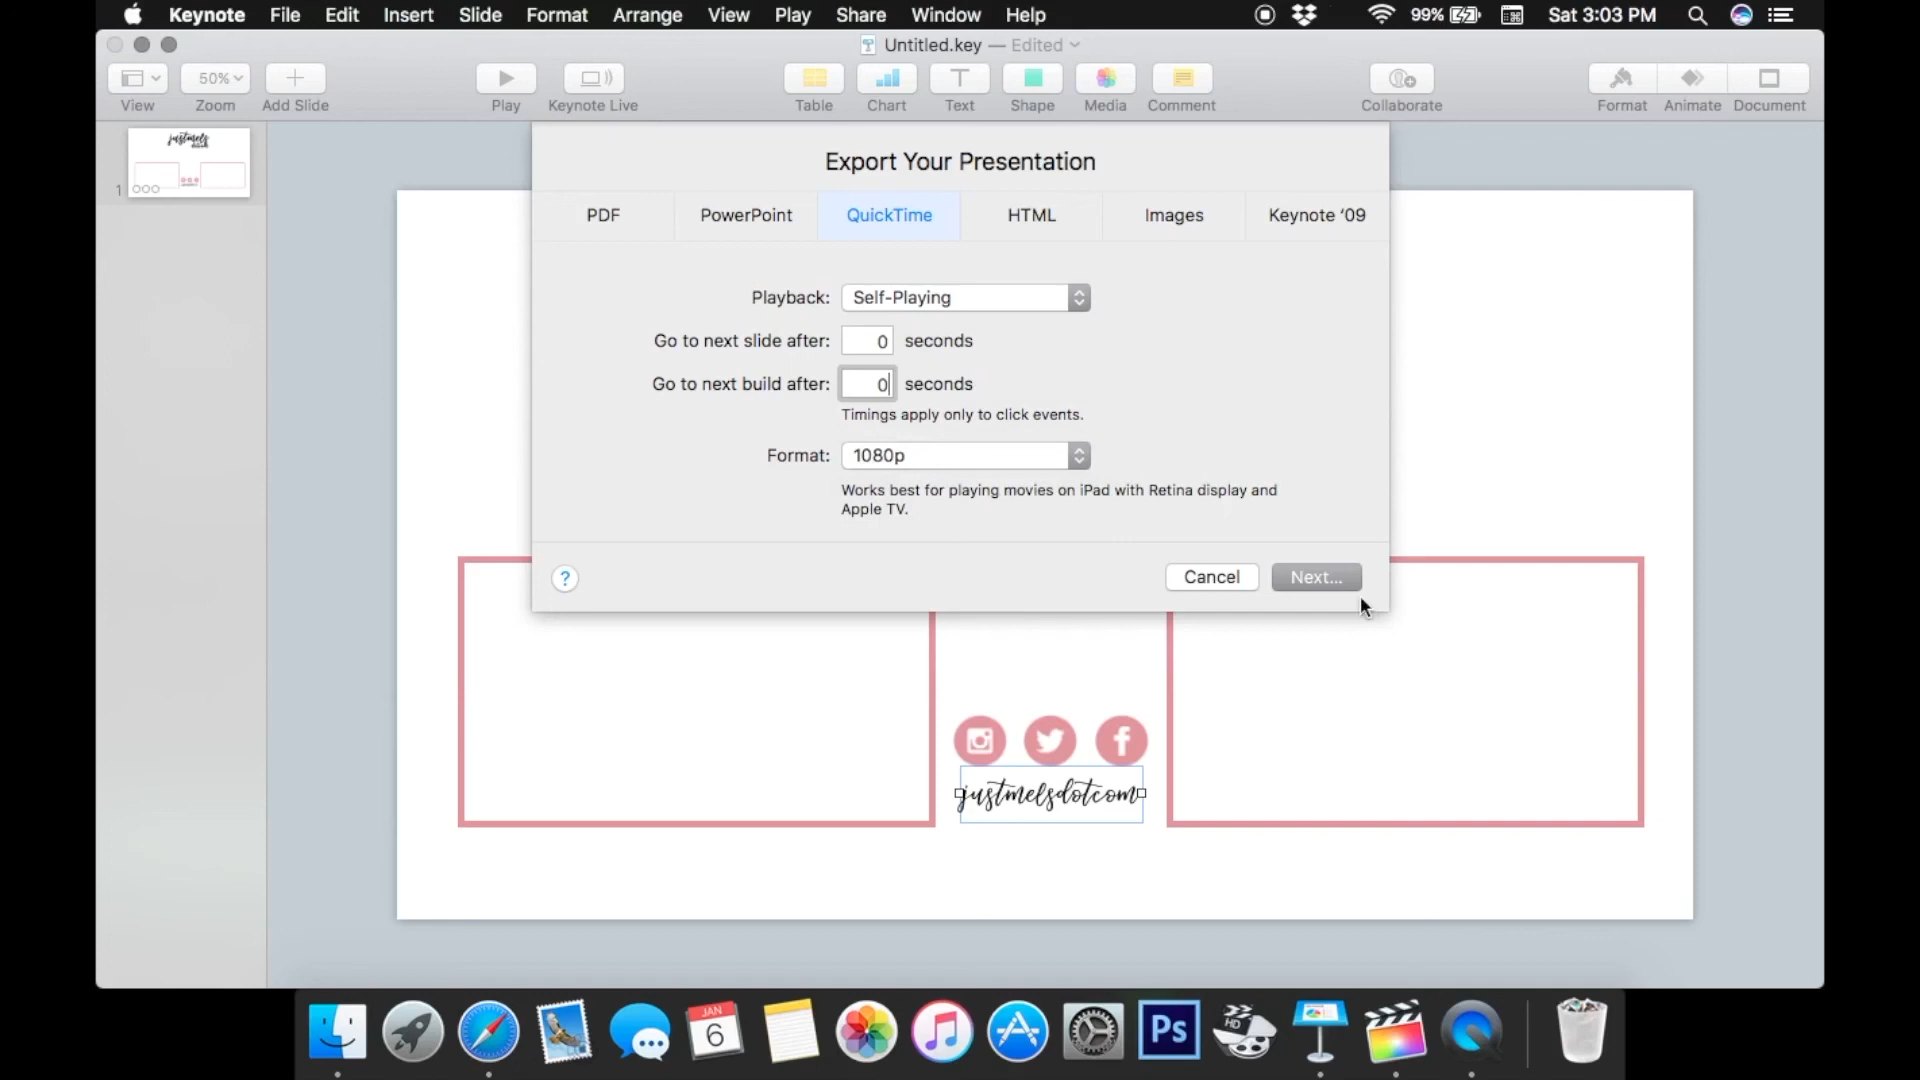 Keynote File Edit Insert Slide Format Arrange View Play Share Window Help 99% Sat 3:03 PM
Untitled.key — Edited
50%
View Zoom Add Slide Play Keynote Live Table Chart Text Shape Media Comment Collaborate Format Animate Document
justmels
1
Export Your Presentation
PDF PowerPoint QuickTime HTML Images Keynote ‘09
Playback: Self-Playing
Go to next slide after: 0 seconds
Go to next build after: 0 seconds
Timings apply only to click events.
Format: 1080p
Works best for playing movies on iPad with Retina display and
Apple TV.
? Cancel Next...
justmelsdotcom
JAN
6
Ps
HD